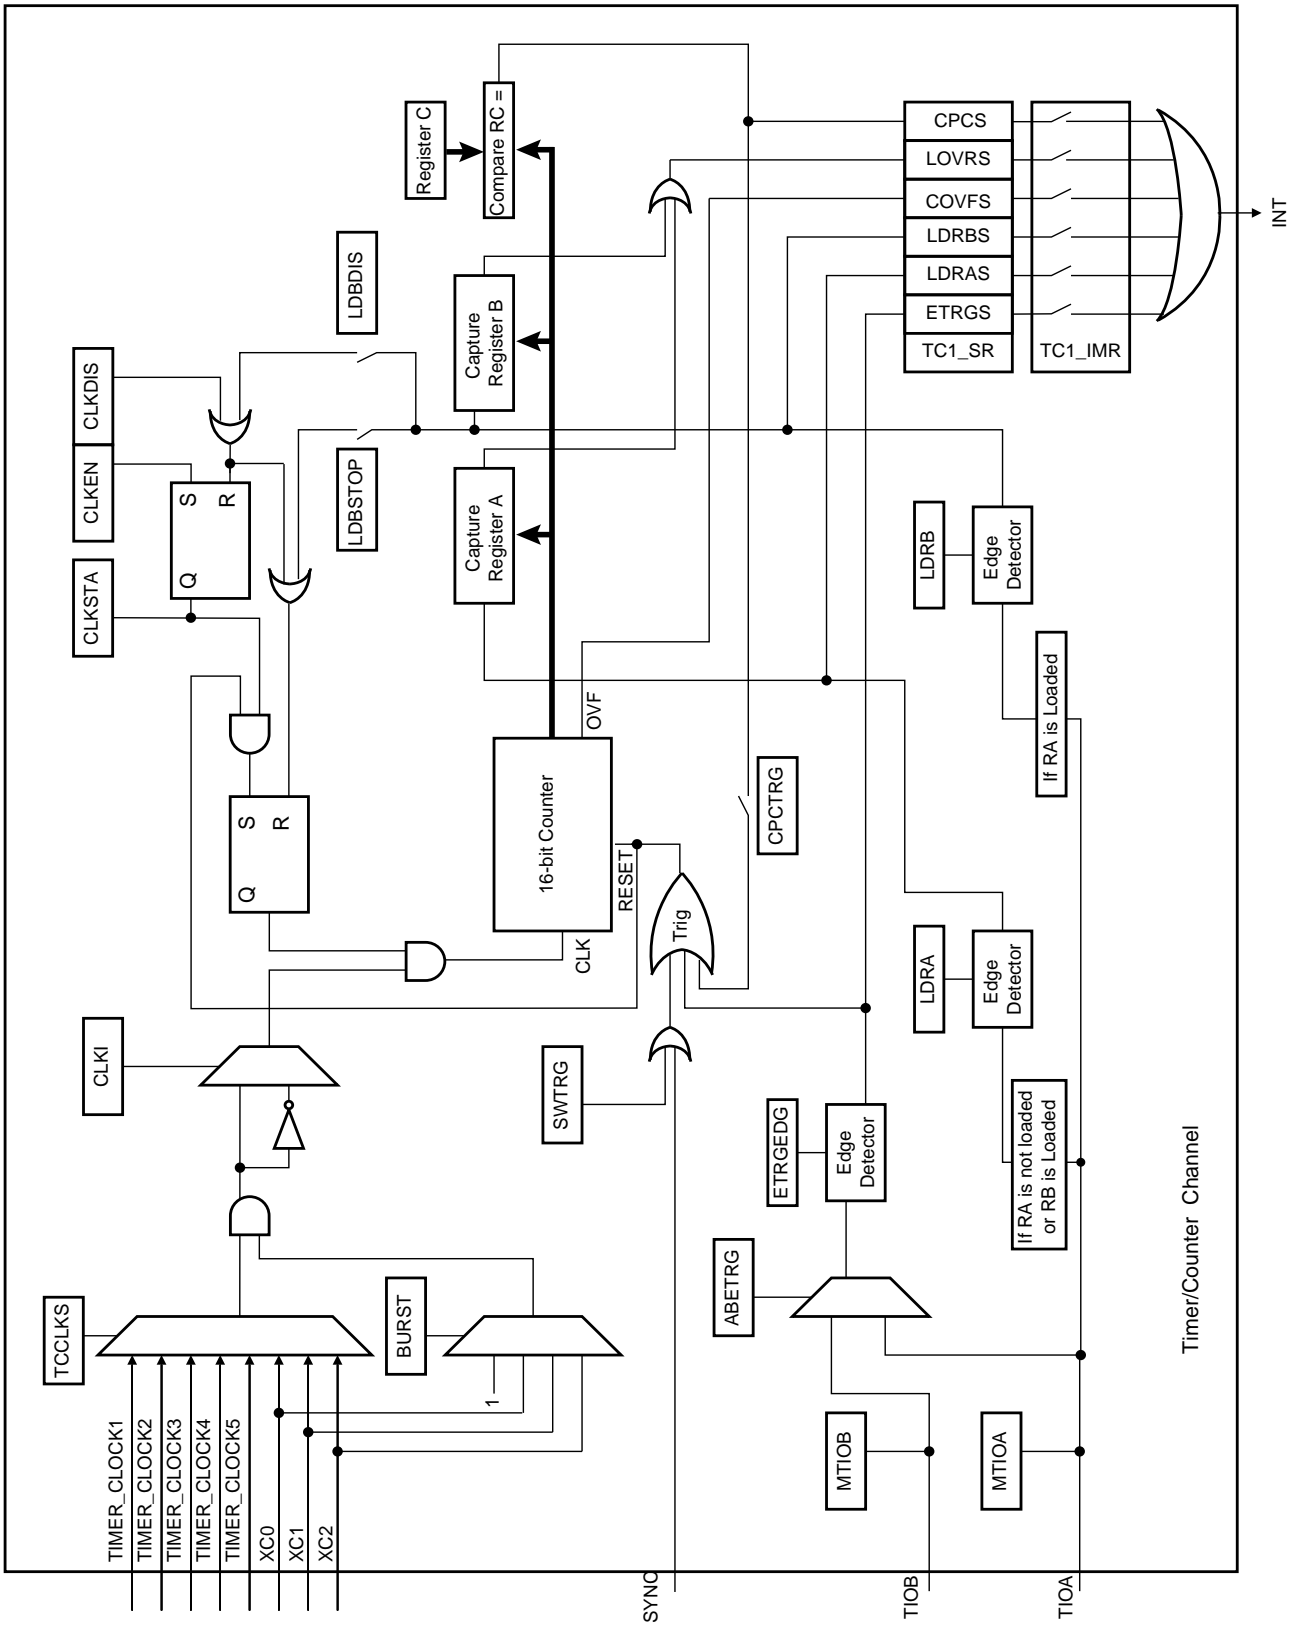 TCCLKS
TIMER_CLOCK1
TIMER_CLOCK2
TIMER_CLOCK3
TIMER_CLOCK4
TIMER_CLOCK5
XC0
XC1
XC2
CLKI
CLKSTA
CLKEN
CLKDIS
Q
S
R
Q
S
R
LDBSTOP
LDBDIS
BURST
1
Register C
Compare RC =
Capture
Register A
Capture
Register B
16-bit Counter
CLK
OVF
RESET
Trig
SWTRG
SYNC
CPCTRG
ABETRG
ETRGEDG
Edge
Detector
MTIOB
TIOB
MTIOA
TIOA
LDRA
Edge
Detector
If RA is not loaded
or RB is Loaded
LDRB
Edge
Detector
If RA is Loaded
CPCS
LOVRS
COVFS
LDRBS
LDRAS
ETRGS
TC1_SR
TC1_IMR
INT
Timer/Counter Channel